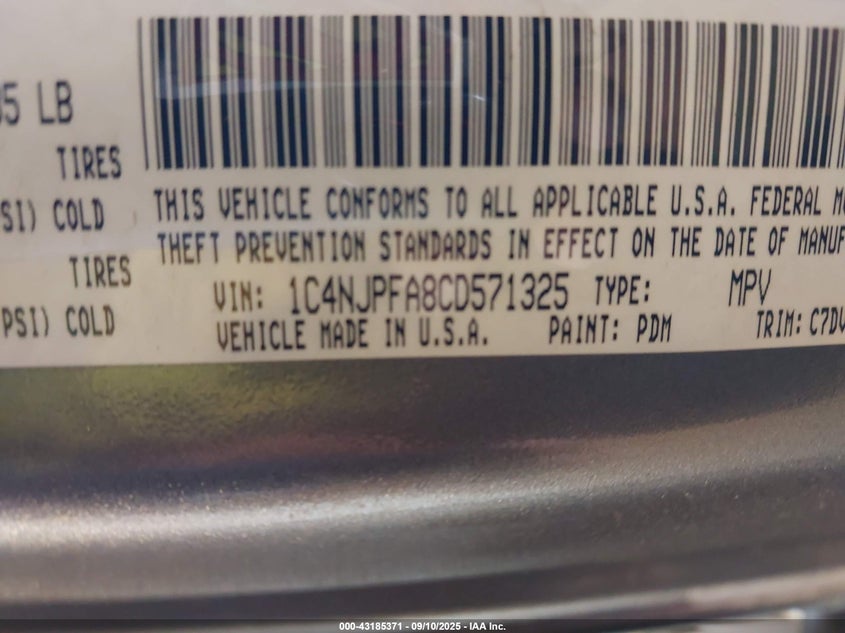 05 LB
TIRES
SI) COLD
TIRES
PSI) COLD
THIS VEHICLE CONFORMS TO ALL APPLICABLE U.S.A. FEDERAL
THEFT PREVENTION STANDARDS IN EFFECT ON THE DATE OF MANUF
VIN: 1C4NJPFA8CD571325 TYPE: MPV
VEHICLE MADE IN U.S.A. PAINT: PDM TRIM: C7DV
000-43185371 - 09/10/2025 - IAA Inc.